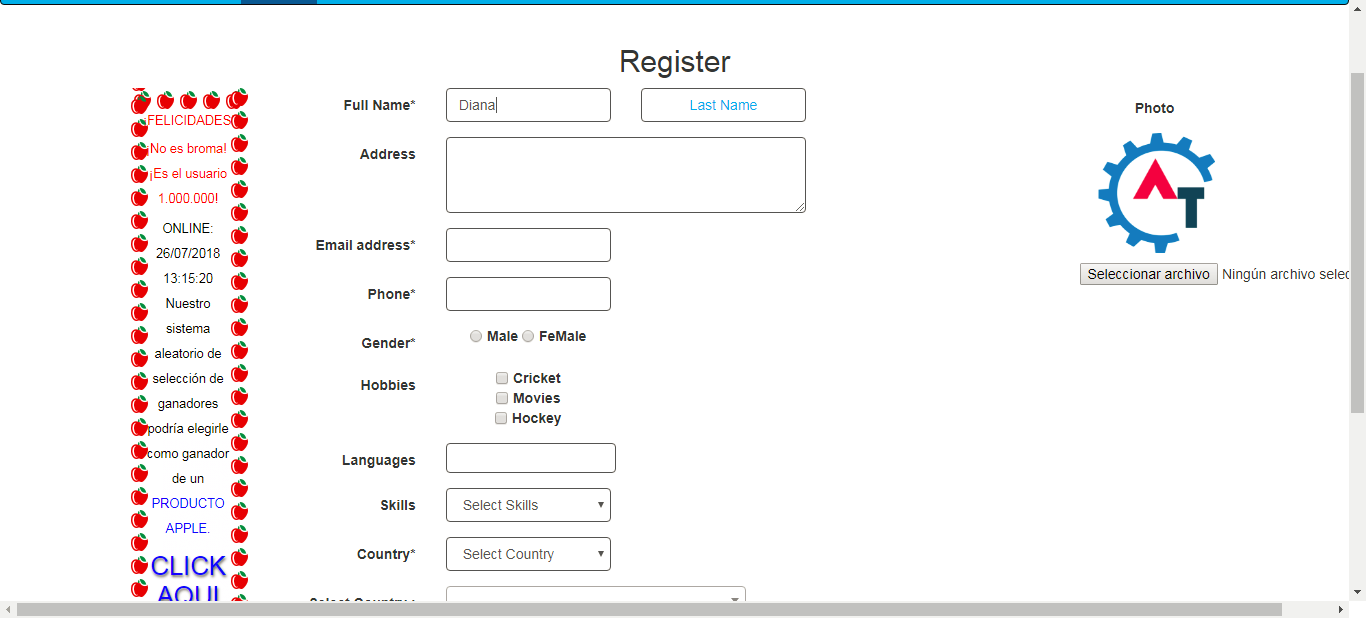 Register
¡FELICIDADES
¡No es broma!
¡Es el usuario
1.000.000!
ONLINE:
26/07/2018
13:15:20
Nuestro
sistema
aleatorio de
selección de
ganadores
podría elegirle
como ganador
de un
PRODUCTO
APPLE.
CLICK
AQUI
Full Name* Diana Last Name
Address
Email address*
Phone*
Gender* Male FeMale
Hobbies Cricket
Movies
Hockey
Languages
Skills Select Skills
Country* Select Country
Select Country :
Photo
AT
Seleccionar archivo Ningún archivo selec